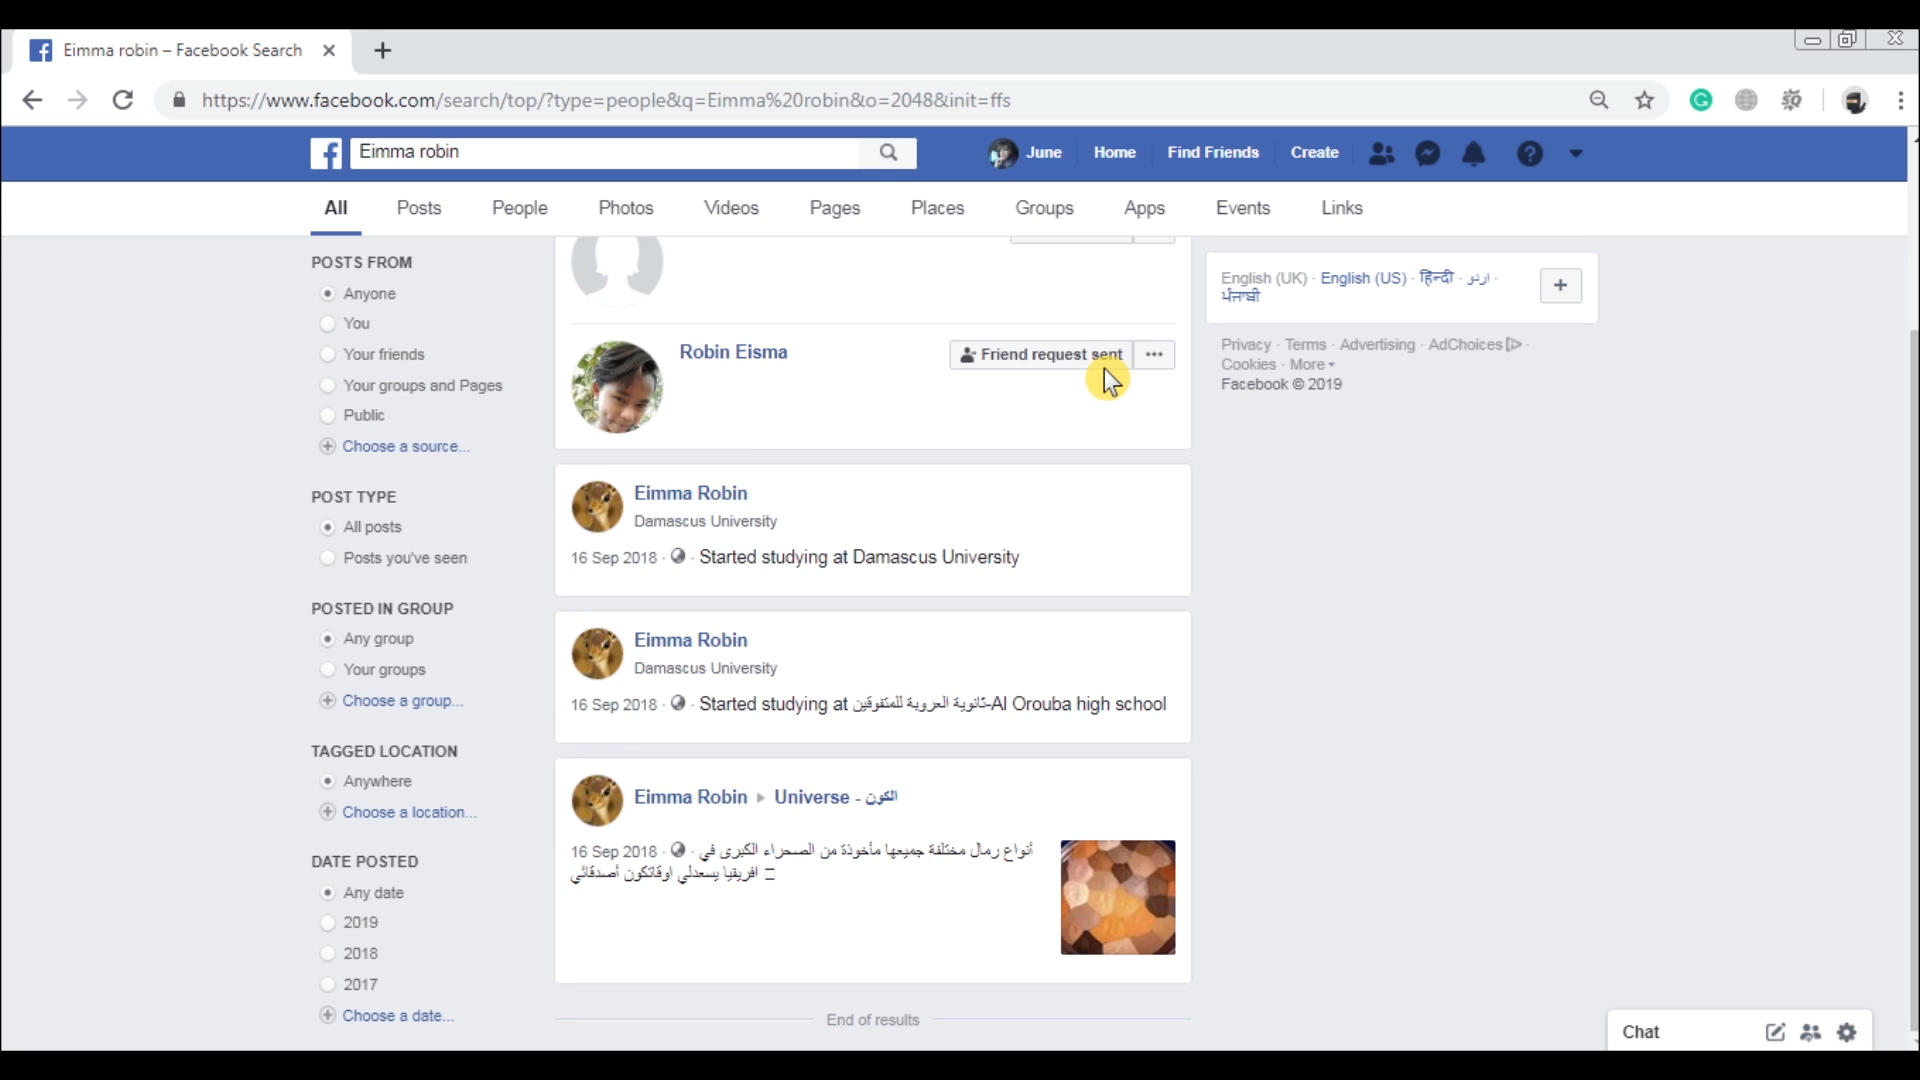 Eimma robin – Facebook Search
https://www.facebook.com/search/top/?type=people&q=Eimma%20robin&o=2048&init=ffs
Eimma robin
June
Home
Find Friends
Create
All
Posts
People
Photos
Videos
Pages
Places
Groups
Apps
Events
Links
POSTS FROM
Anyone
You
Your friends
Your groups and Pages
Public
Choose a source...
POST TYPE
All posts
Posts you've seen
POSTED IN GROUP
Any group
Your groups
Choose a group...
TAGGED LOCATION
Anywhere
Choose a location...
DATE POSTED
Any date
2019
2018
2017
Choose a date...
Robin Eisma
Friend request sent
Eimma Robin
Damascus University
16 Sep 2018 · Started studying at Damascus University
Eimma Robin
Damascus University
16 Sep 2018 · Started studying at ثانوية العروبة للمتفوقين-Al Orouba high school
Eimma Robin
Universe - الكون
16 Sep 2018 · أنواع رمال مختلفة جميعها مأخوذة من الصحراء الكبرى في
افريقيا يسعدلي اوقاتكون أصدقائي
End of results
English (UK) · English (US) · हिन्दी · اردو ·
ਪੰਜਾਬੀ
Privacy · Terms · Advertising · AdChoices ·
Cookies · More
Facebook © 2019
Chat